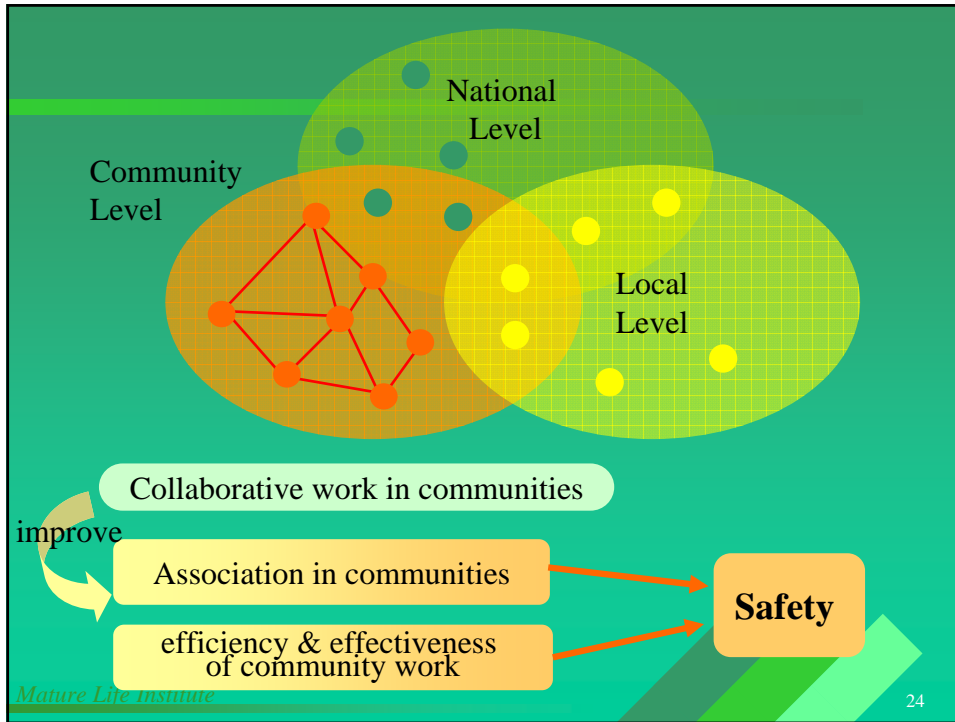 National
Level
Community
Level
Local
Level
Collaborative work in communities
improve
Association in communities
Safety
efficiency & effectiveness
of community work
Mature Life Institute
24